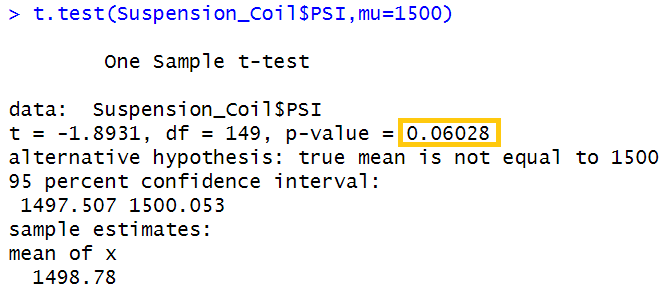 > t.test(Suspension_Coil$PSI,mu=1500)
One Sample t-test
data:  Suspension_Coil$PSI
t = -1.8931, df = 149, p-value = 0.06028
alternative hypothesis: true mean is not equal to 1500
95 percent confidence interval:
1497.507 1500.053
sample estimates:
mean of x
1498.78